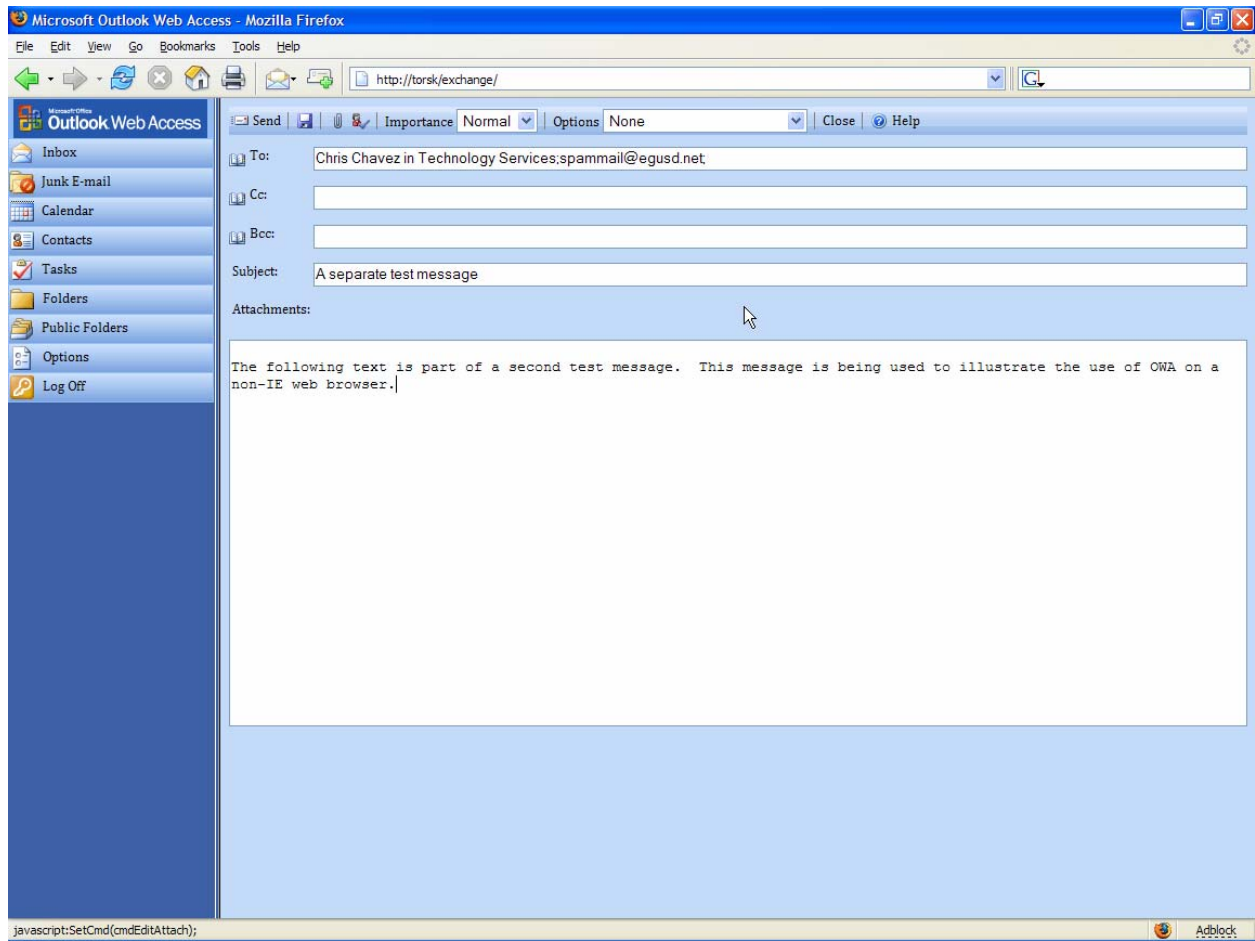 Microsoft Outlook Web Access - Mozilla Firefox
File Edit View Go Bookmarks Tools Help
http://torsk/exchange/
G
Microsoft Office
Outlook Web Access
Send Importance Normal Options None Close Help
Inbox
Junk E-mail
Calendar
Contacts
Tasks
Folders
Public Folders
Options
Log Off
To: Chris Chavez in Technology Services;spammail@egusd.net;
Cc:
Bcc:
Subject: A separate test message
Attachments:
The following text is part of a second test message.  This message is being used to illustrate the use of OWA on a
non-IE web browser.
javascript:SetCmd(cmdEditAttach);
Adblock